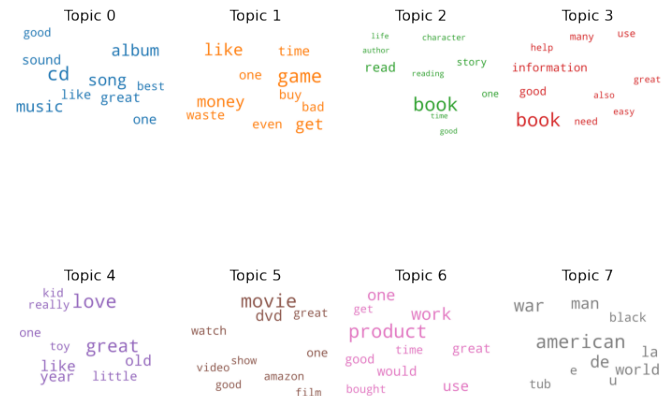 Topic 0
good
album
sound
cd
song
best
like
great
music
one
Topic 1
like
time
one
game
buy
money
bad
waste
even
get
Topic 2
life
character
author
story
read
reading
one
book
time
good
Topic 3
many
use
help
information
great
good
also
easy
book
need
Topic 4
kid
love
really
one
toy
great
old
like
year
little
Topic 5
movie
dvd
great
watch
one
show
video
amazon
good
film
Topic 6
one
get
work
product
time
great
good
would
bought
use
Topic 7
war
man
black
american
la
de
e
world
u
tub